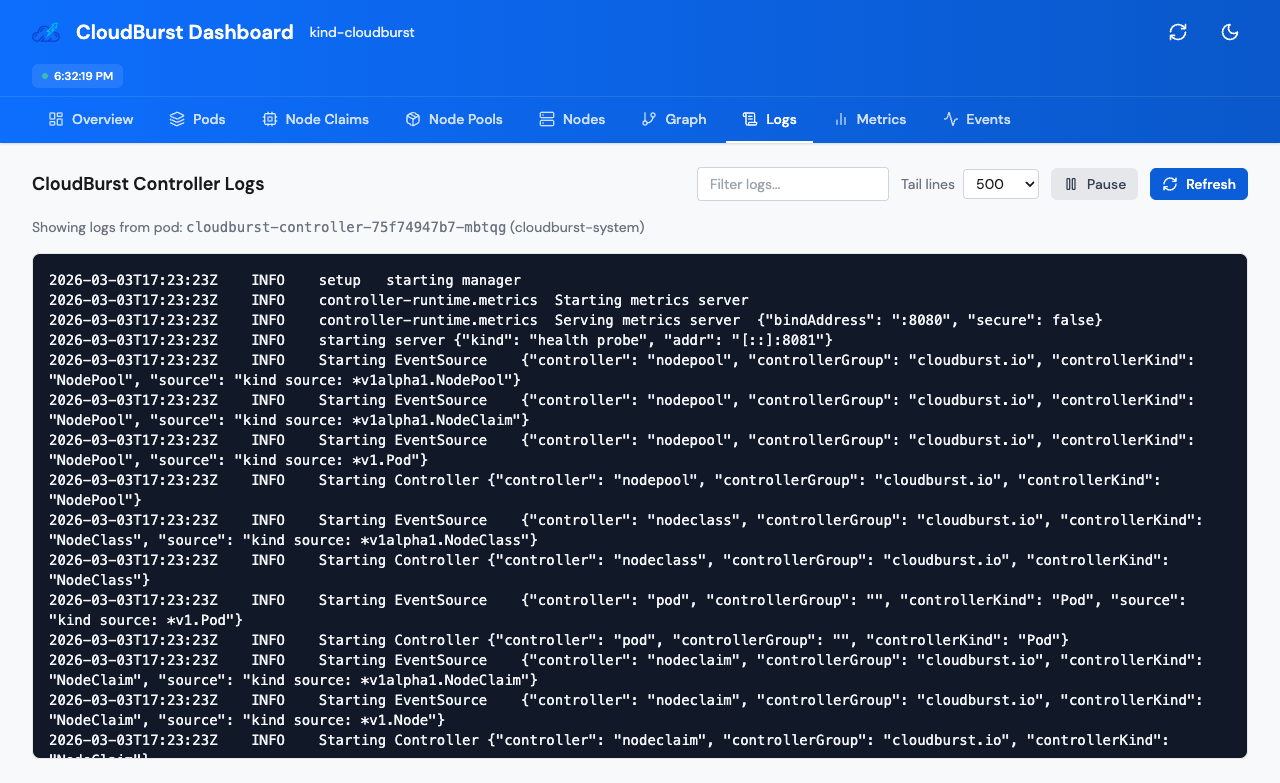 CloudBurst Dashboard kind-cloudburst
6:32:19 PM
Overview Pods Node Claims Node Pools Nodes Graph Logs Metrics Events
CloudBurst Controller Logs Filter logs... Tail lines 500 Pause Refresh
Showing logs from pod: cloudburst-controller-75f74947b7-mbtqg (cloudburst-system)
2026-03-03T17:23:23Z INFO setup starting manager
2026-03-03T17:23:23Z INFO controller-runtime.metrics Starting metrics server
2026-03-03T17:23:23Z INFO controller-runtime.metrics Serving metrics server {"bindAddress": ":8080", "secure": false}
2026-03-03T17:23:23Z INFO starting server {"kind": "health probe", "addr": "[::]:8081"}
2026-03-03T17:23:23Z INFO Starting EventSource {"controller": "nodepool", "controllerGroup": "cloudburst.io", "controllerKind":
"NodePool", "source": "kind source: *v1alpha1.NodePool"}
2026-03-03T17:23:23Z INFO Starting EventSource {"controller": "nodepool", "controllerGroup": "cloudburst.io", "controllerKind":
"NodePool", "source": "kind source: *v1alpha1.NodeClaim"}
2026-03-03T17:23:23Z INFO Starting EventSource {"controller": "nodepool", "controllerGroup": "cloudburst.io", "controllerKind":
"NodePool", "source": "kind source: *v1.Pod"}
2026-03-03T17:23:23Z INFO Starting Controller {"controller": "nodepool", "controllerGroup": "cloudburst.io", "controllerKind":
"NodePool"}
2026-03-03T17:23:23Z INFO Starting EventSource {"controller": "nodeclass", "controllerGroup": "cloudburst.io", "controllerKind":
"NodeClass", "source": "kind source: *v1alpha1.NodeClass"}
2026-03-03T17:23:23Z INFO Starting Controller {"controller": "nodeclass", "controllerGroup": "cloudburst.io", "controllerKind":
"NodeClass"}
2026-03-03T17:23:23Z INFO Starting EventSource {"controller": "pod", "controllerGroup": "", "controllerKind": "Pod", "source":
"kind source: *v1.Pod"}
2026-03-03T17:23:23Z INFO Starting Controller {"controller": "pod", "controllerGroup": "", "controllerKind": "Pod"}
2026-03-03T17:23:23Z INFO Starting EventSource {"controller": "nodeclaim", "controllerGroup": "cloudburst.io", "controllerKind":
"NodeClaim", "source": "kind source: *v1alpha1.NodeClaim"}
2026-03-03T17:23:23Z INFO Starting EventSource {"controller": "nodeclaim", "controllerGroup": "cloudburst.io", "controllerKind":
"NodeClaim", "source": "kind source: *v1.Node"}
2026-03-03T17:23:23Z INFO Starting Controller {"controller": "nodeclaim", "controllerGroup": "cloudburst.io", "controllerKind":